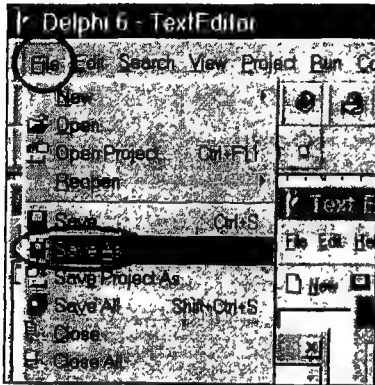 Delphi 6 - TextEditor
File Edit Search View Project Run
New
Open...
Open Project... Ctrl+F11
Reopen
Save Ctrl+S
Save As...
Save Project As...
Save All Shift+Ctrl+S
Close
Close All
Text
File Edit
New